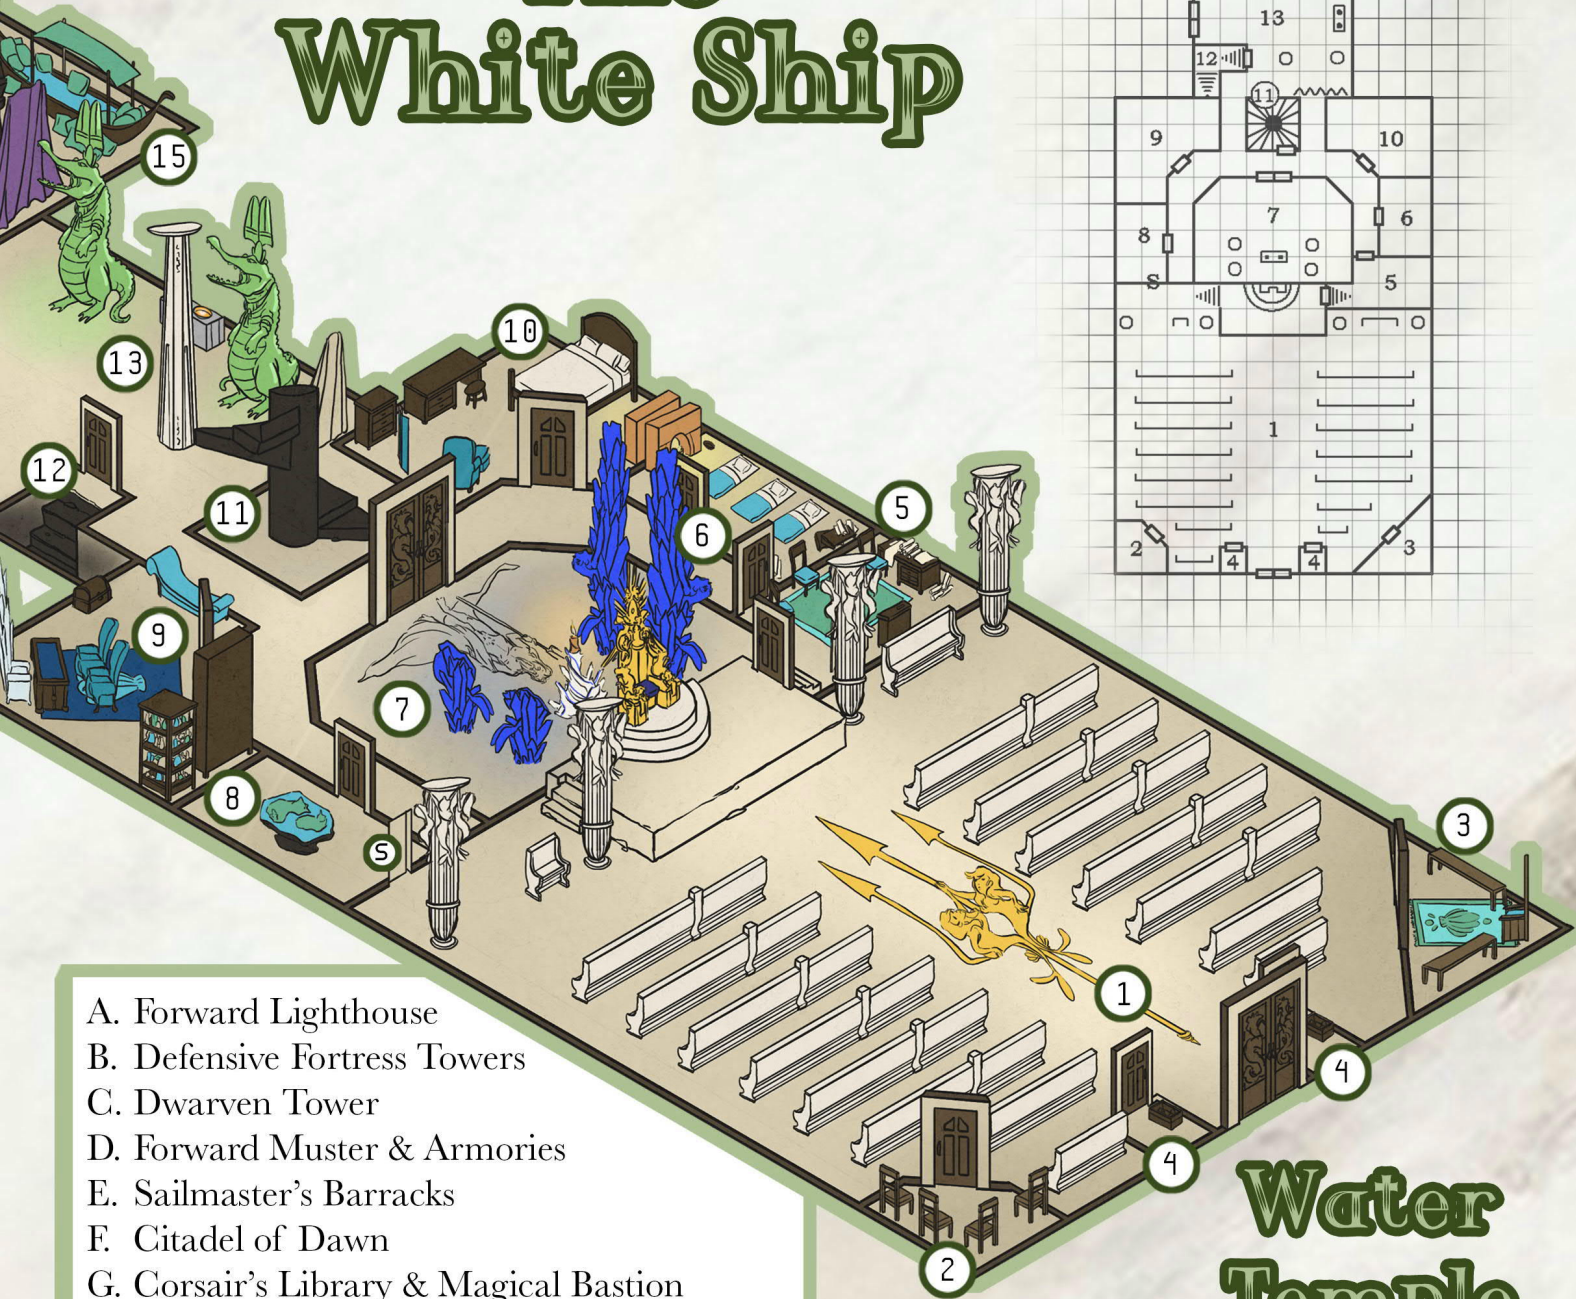 White Ship
13
12
11
9
10
7
6
8
S
5
1
2
4
4
3
15
10
13
12
11
5
6
9
7
8
S
3
1
4
4
2
A. Forward Lighthouse
B. Defensive Fortress Towers
C. Dwarven Tower
D. Forward Muster & Armories
E. Sailmaster’s Barracks
F. Citadel of Dawn
G. Corsair’s Library & Magical Bastion
Water
Temple